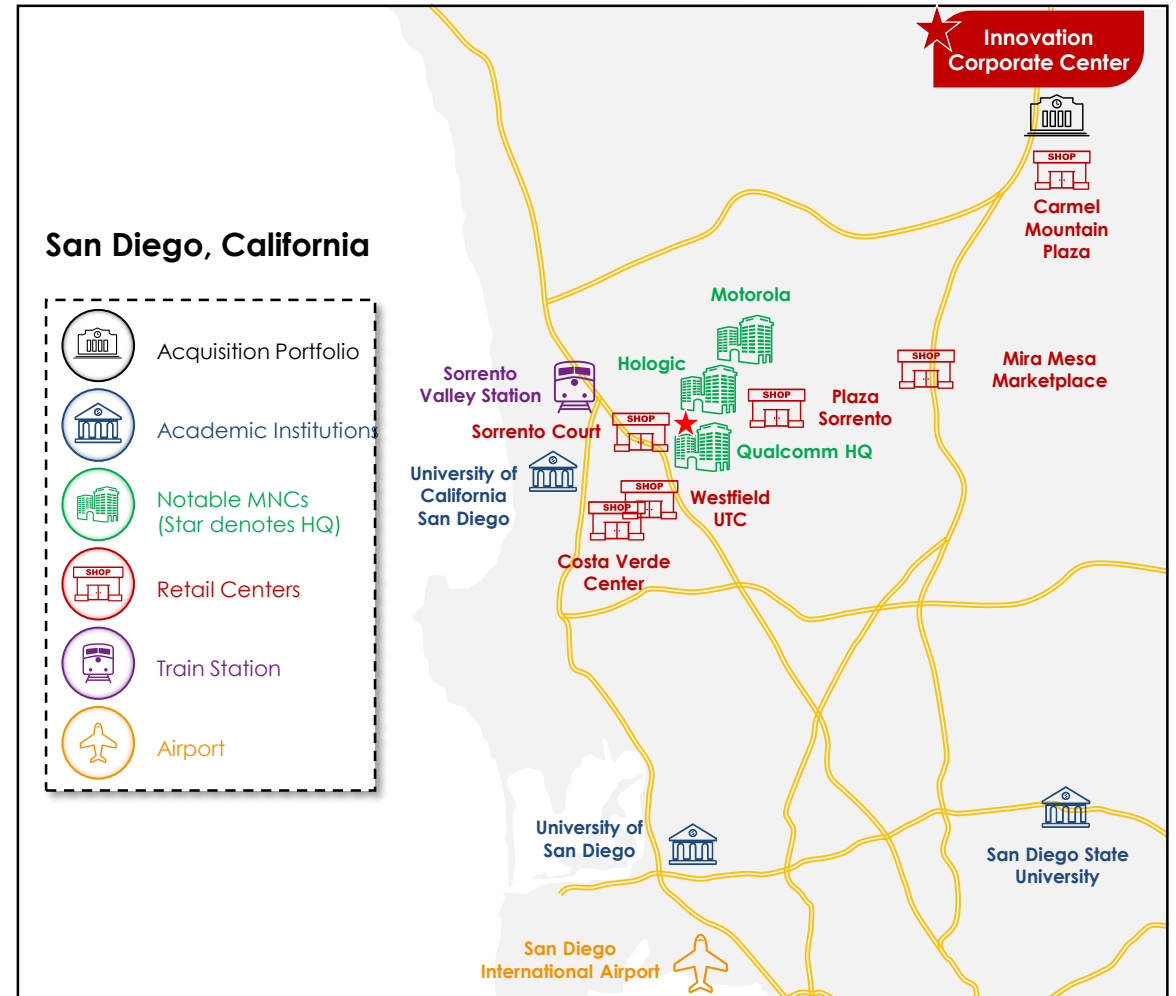 Innovation
Corporate Center
SHOP
Carmel
Mountain
Plaza
San Diego, California
Acquisition Portfolio
Academic Institutions
Notable MNCs
(Star denotes HQ)
SHOP
Retail Centers
Train Station
Airport
Motorola
Hologic
Sorrento
Valley Station
SHOP
Mira Mesa
Marketplace
SHOP
Plaza
Sorrento
Sorrento Court
SHOP
Qualcomm HQ
University of
California
San Diego
SHOP
Westfield
UTC
SHOP
Costa Verde
Center
University of
San Diego
San Diego State
University
San Diego
International Airport